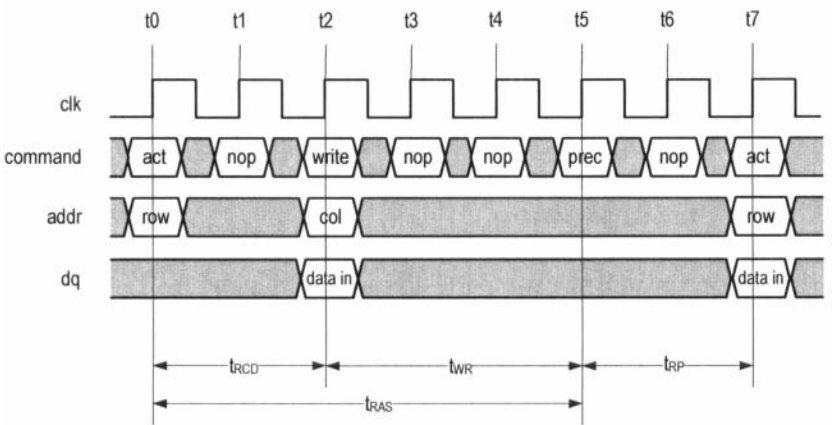 t0 t1 t2 t3 t4 t5 t6 t7
clk
command act nop write nop nop prec nop act
addr row col row
dq data in data in
tRCD tWR tRP
tRAS